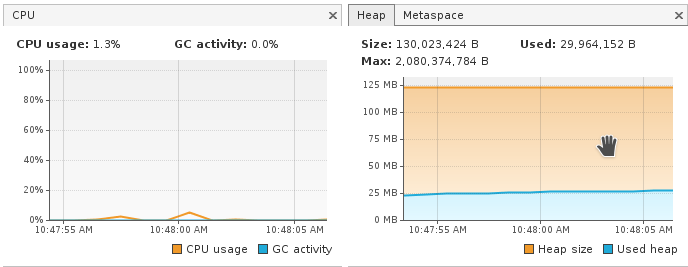 CPU
CPU usage: 1.3% GC activity: 0.0%
100%
80%
60%
40%
20%
0%
10:47:55 AM 10:48:00 AM 10:48:05 AM
CPU usage GC activity
Heap Metaspace
Size: 130,023,424 B Used: 29,964,152 B
Max: 2,080,374,784 B
125 MB
100 MB
75 MB
50 MB
25 MB
0 MB
10:47:55 AM 10:48:00 AM 10:48:05 AM
Heap size Used heap